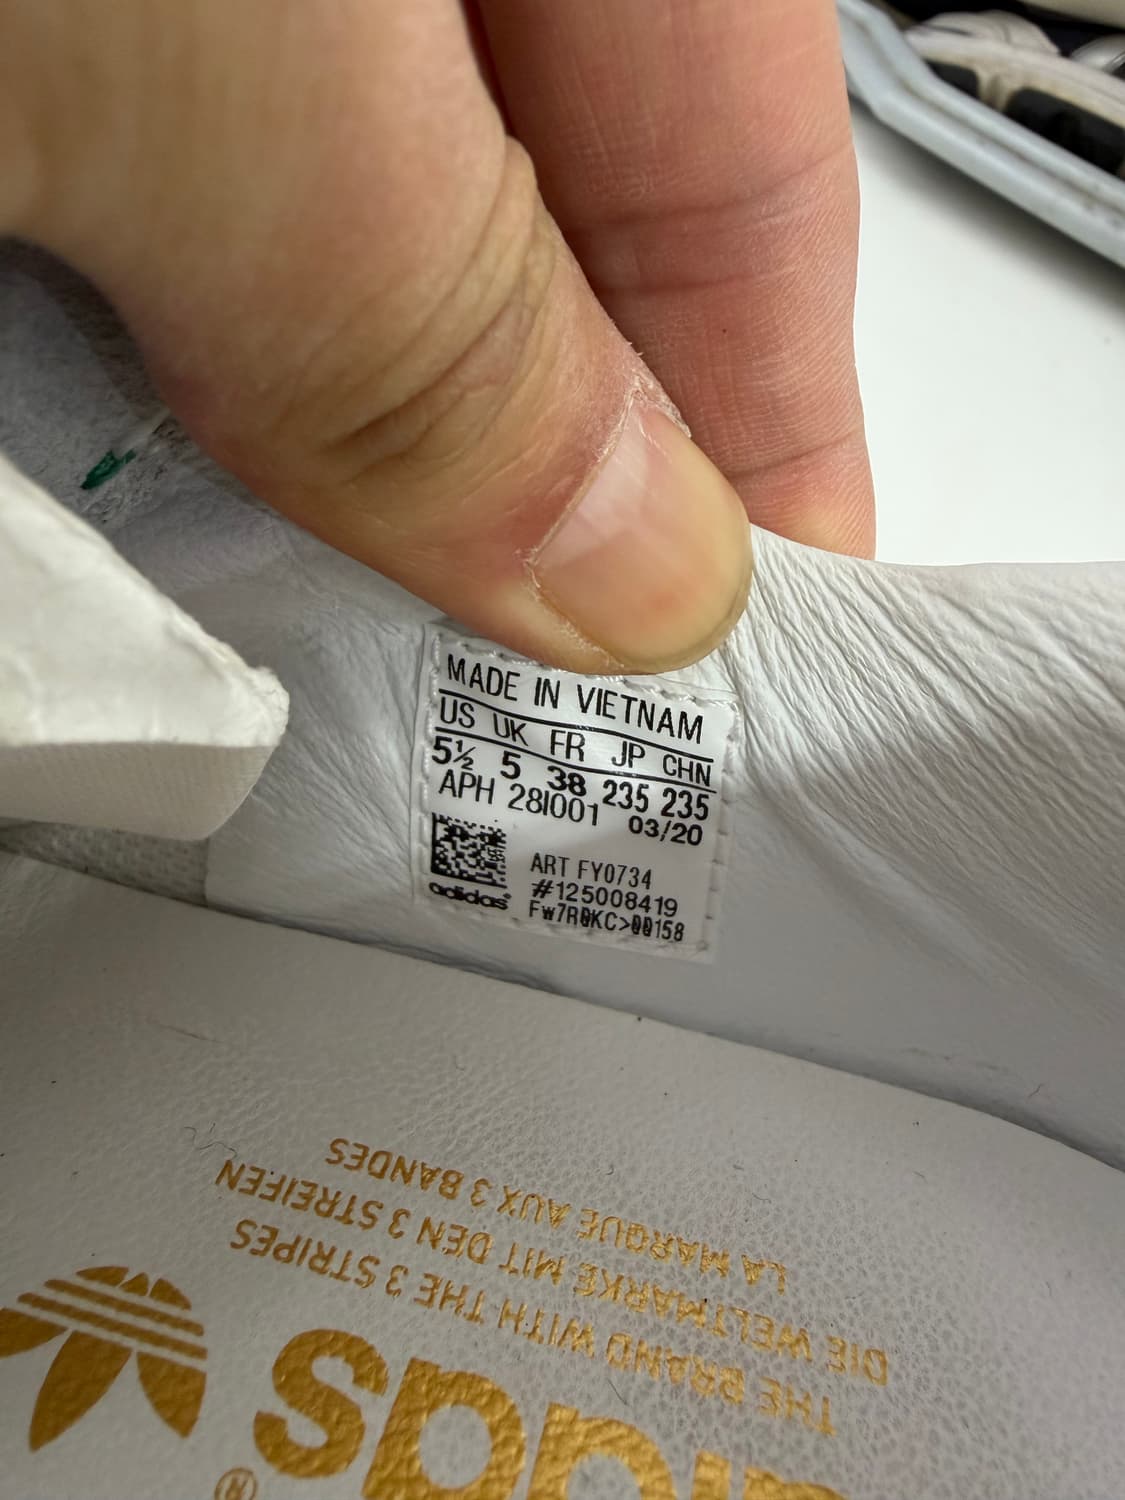 MADE IN VIETNAM
US UK FR JP CHN
5½ 5 38 235 235
APH 28I001 03/20
ART FY0734
#125008419
adidas
THE BRAND WITH THE 3 STRIPES
DIE WELTMARKE MIT DEN 3 STREIFEN
LA MARQUE AUX 3 BANDES